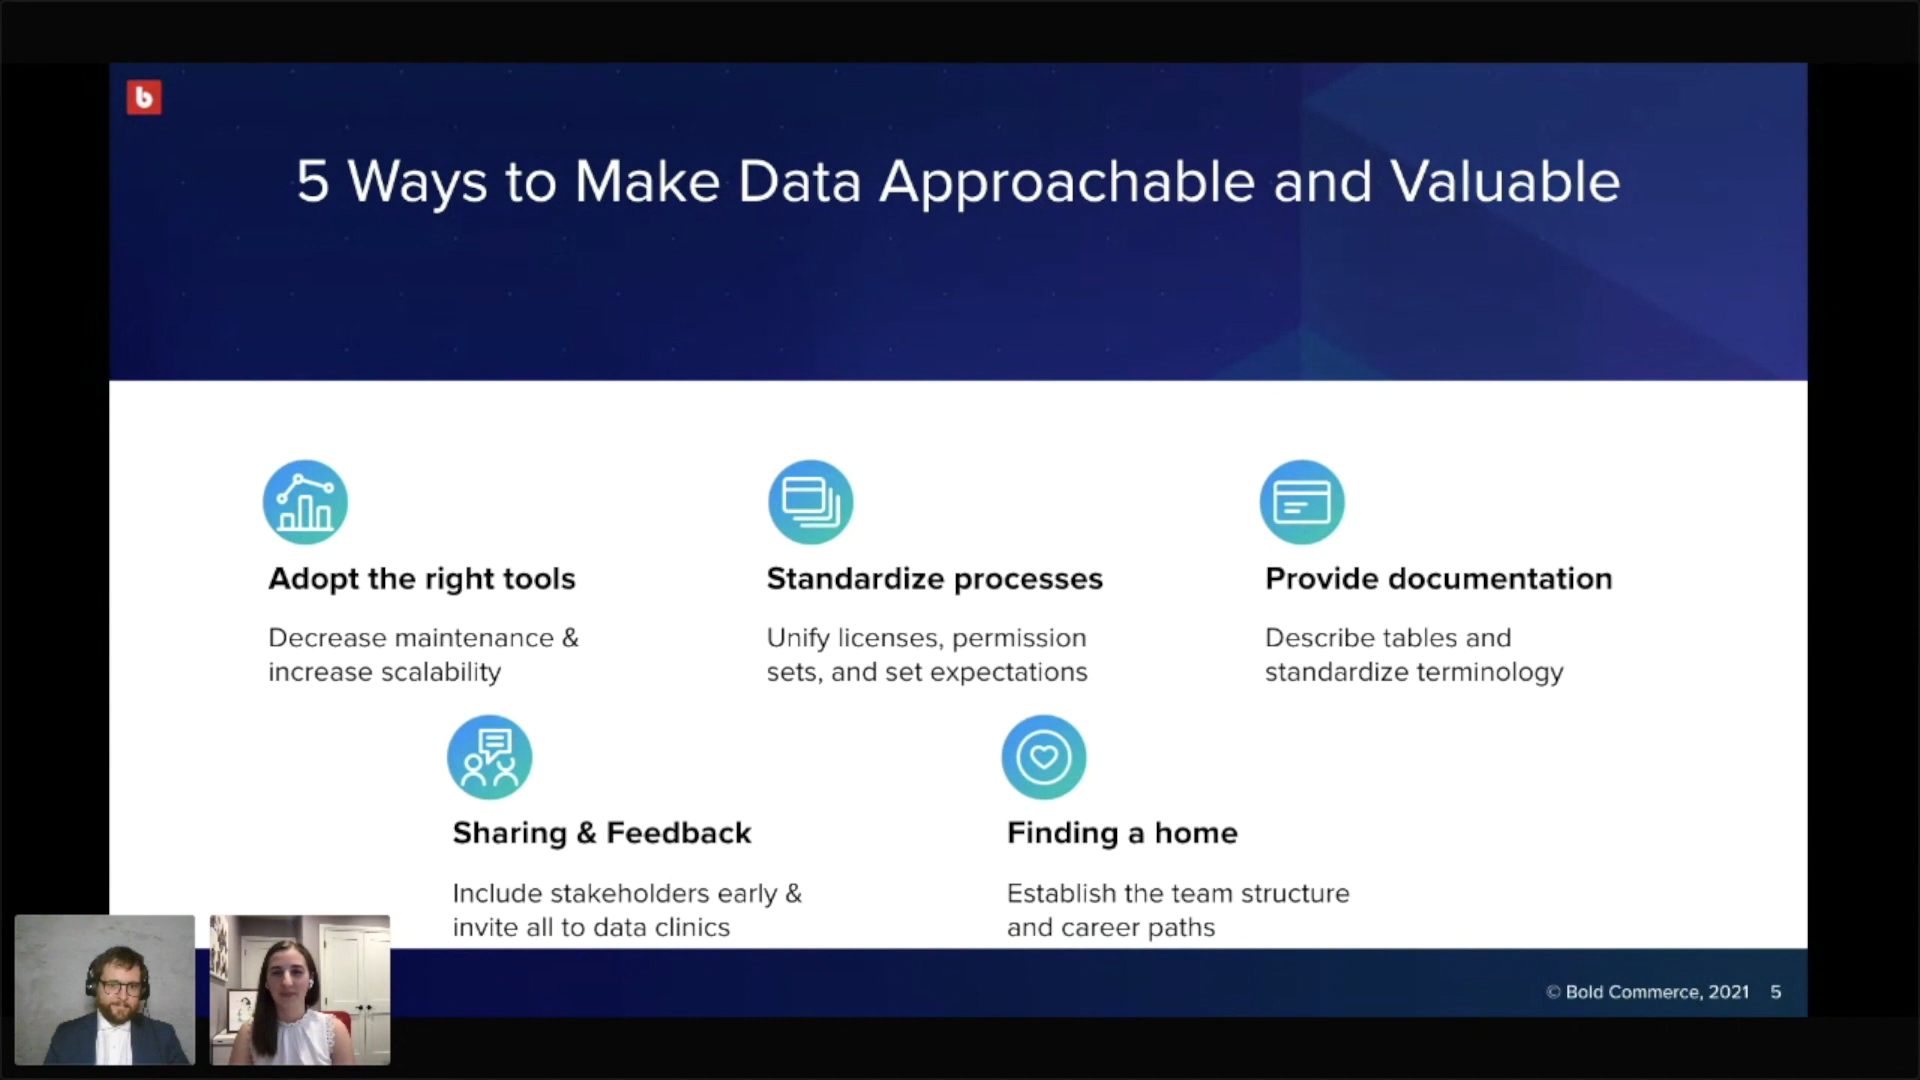 b
5 Ways to Make Data Approachable and Valuable
Adopt the right tools
Decrease maintenance &
increase scalability
Standardize processes
Unify licenses, permission
sets, and set expectations
Provide documentation
Describe tables and
standardize terminology
Sharing & Feedback
Include stakeholders early &
invite all to data clinics
Finding a home
Establish the team structure
and career paths
© Bold Commerce, 2021 5